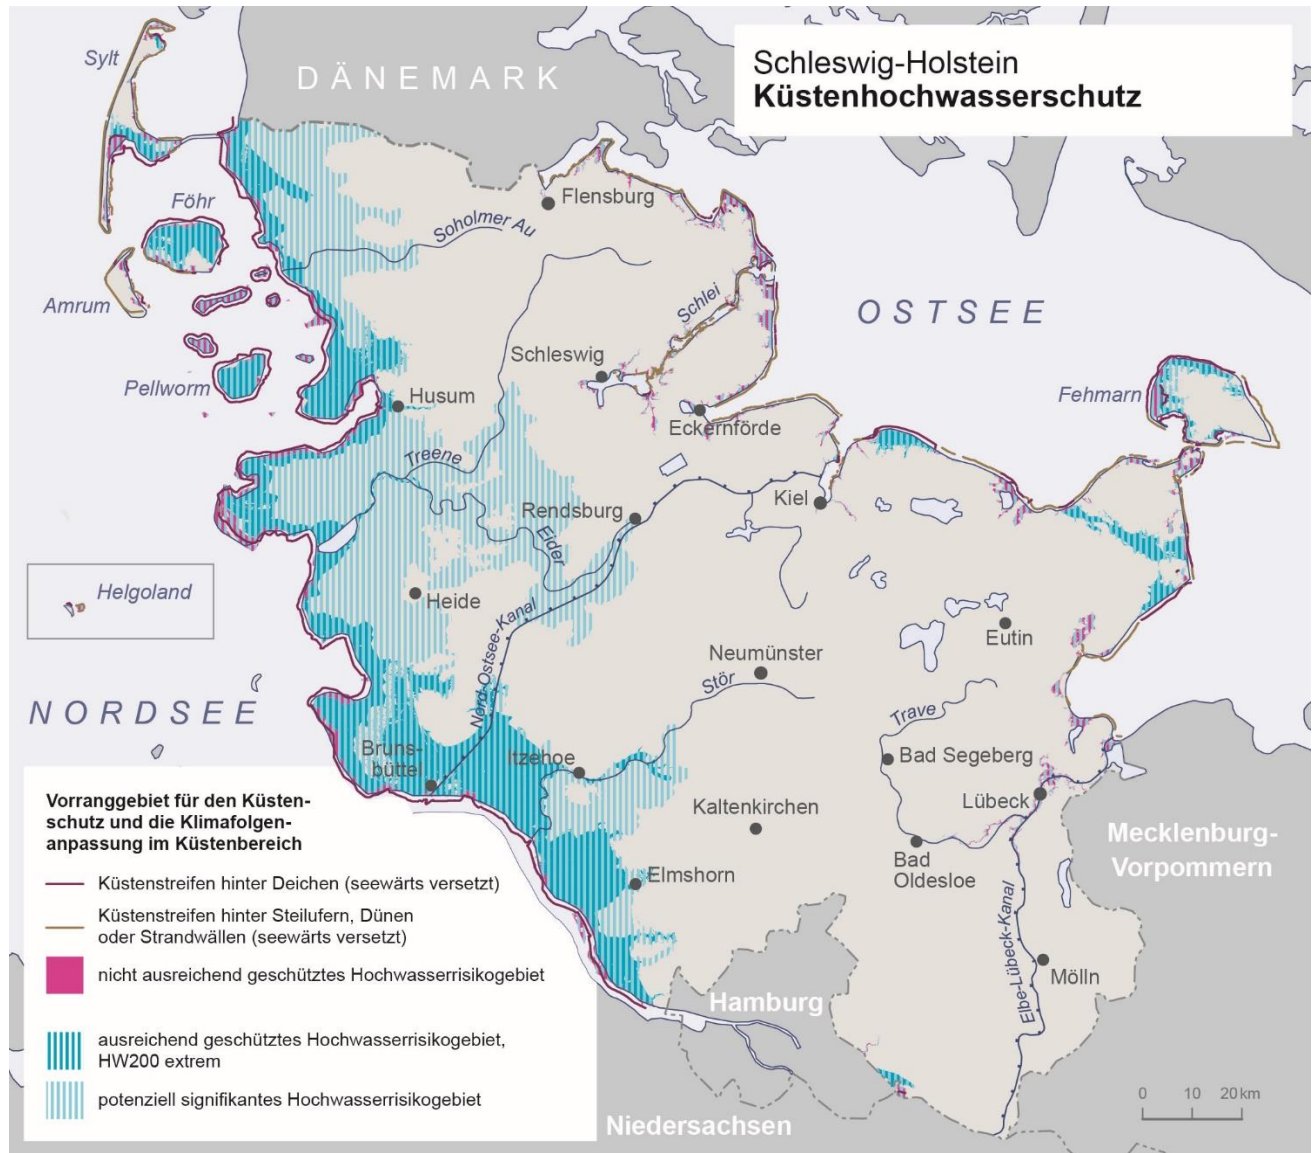 Schleswig-Holstein
Küstenhochwasserschutz
DÄNEMARK
Sylt
Föhr
Amrum
Pellworm
Soholmer Au
Flensburg
Schlei
OSTSEE
Schleswig
Husum
Eckernförde
Fehmarn
Treene
Rendsburg
Kiel
Eider
Helgoland
Heide
Nord-Ostsee-Kanal
Eutin
Neumünster
NORDSEE
Stör
Trave
Bruns-
büttel
Itzehoe
Bad Segeberg
Kaltenkirchen
Lübeck
Mecklenburg-
Vorpommern
Bad
Oldesloe
Elmshorn
Elbe-Lübeck-Kanal
Mölln
Hamburg
Niedersachsen
Vorranggebiet für den Küsten-
schutz und die Klimafolgen-
anpassung im Küstenbereich
Küstenstreifen hinter Deichen (seewärts versetzt)
Küstenstreifen hinter Steilufern, Dünen
oder Strandwällen (seewärts versetzt)
nicht ausreichend geschütztes Hochwasserrisikogebiet
ausreichend geschütztes Hochwasserrisikogebiet,
HW200 extrem
potenziell signifikantes Hochwasserrisikogebiet
0 10 20 km